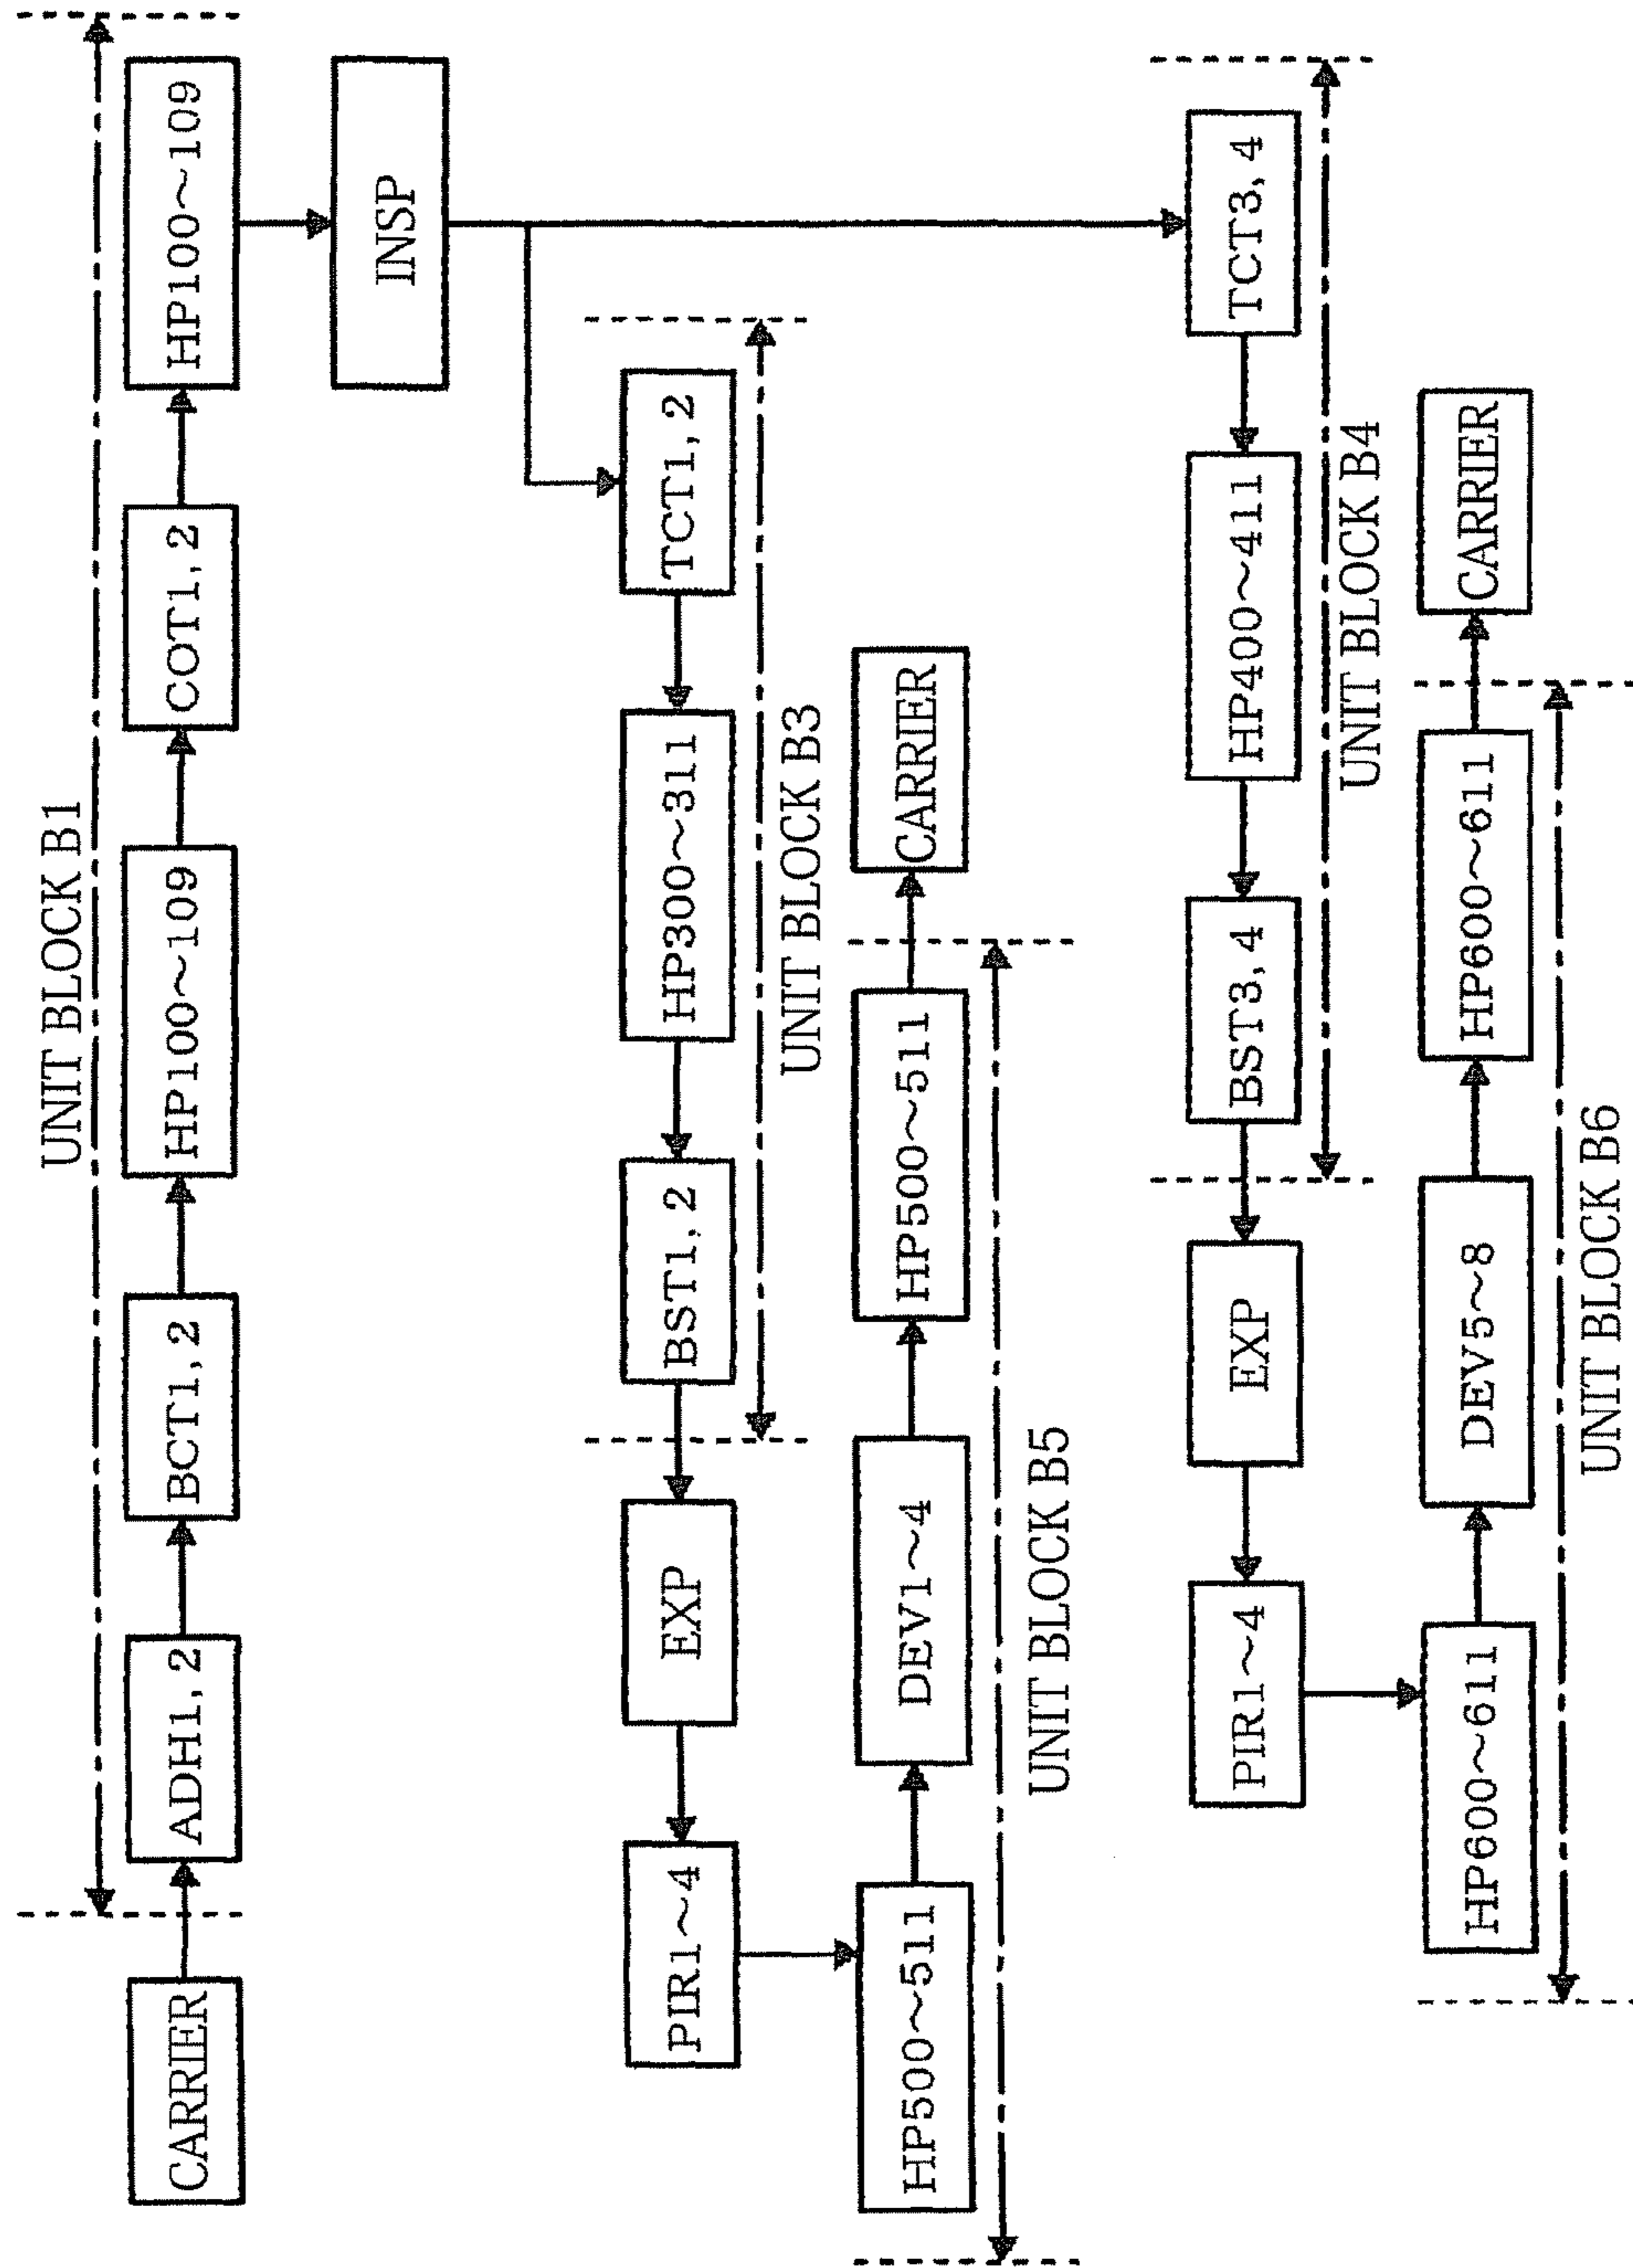 UNIT BLOCK B1
CARRIER
ADH1, 2
BCT1, 2
HP100～109
COT1, 2
HP100～109
INSP
TCT1, 2
HP300～311
BST1, 2
EXP
PIR1～4
UNIT BLOCK B3
HP500～511
DEV1～4
HP500～511
CARRIER
UNIT BLOCK B5
TCT3, 4
HP400～411
BST3, 4
EXP
PIR1～4
UNIT BLOCK B4
HP600～611
DEV5～8
HP600～611
CARRIER
UNIT BLOCK B6